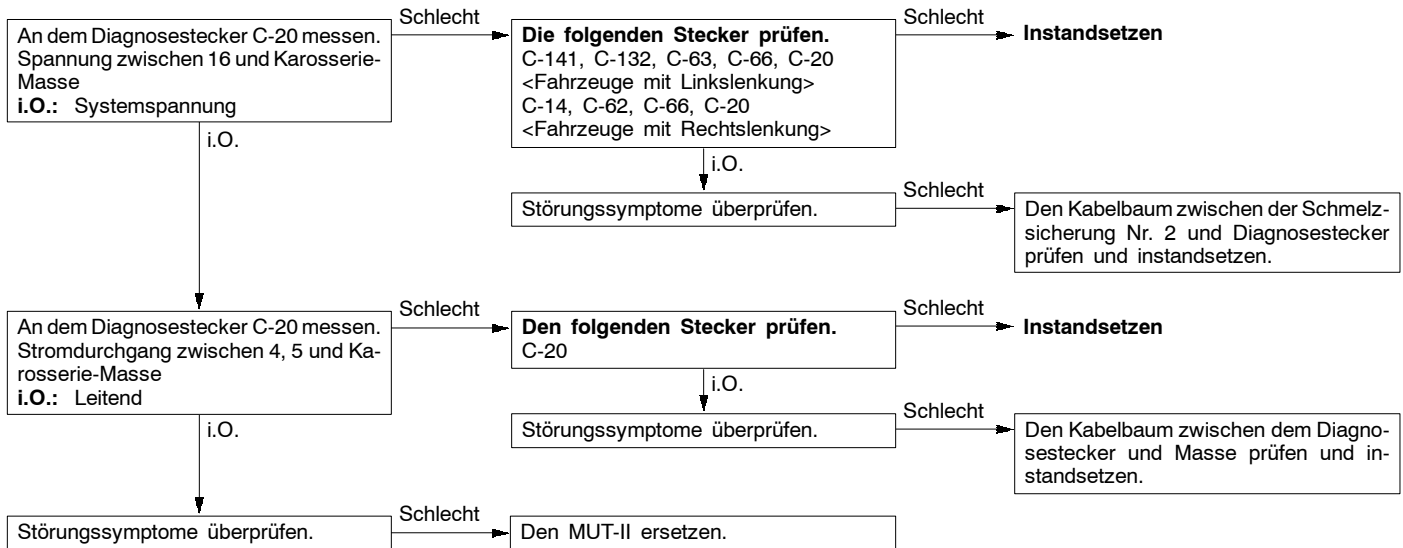 An dem Diagnosestecker C-20 messen.
Spannung zwischen 16 und Karosserie-
Masse
i.O.: Systemspannung
Schlecht
Die folgenden Stecker prüfen.
C-141, C-132, C-63, C-66, C-20
<Fahrzeuge mit Linkslenkung>
C-14, C-62, C-66, C-20
<Fahrzeuge mit Rechtslenkung>
Schlecht
Instandsetzen
i.O.
i.O.
Störungssymptome überprüfen.
Schlecht
Den Kabelbaum zwischen der Schmelz-
sicherung Nr. 2 und Diagnosestecker
prüfen und instandsetzen.
An dem Diagnosestecker C-20 messen.
Stromdurchgang zwischen 4, 5 und Ka-
rosserie-Masse
i.O.: Leitend
Schlecht
Den folgenden Stecker prüfen.
C-20
Schlecht
Instandsetzen
i.O.
i.O.
Störungssymptome überprüfen.
Schlecht
Den Kabelbaum zwischen dem Diagno-
sestecker und Masse prüfen und in-
standsetzen.
Störungssymptome überprüfen.
Schlecht
Den MUT-II ersetzen.